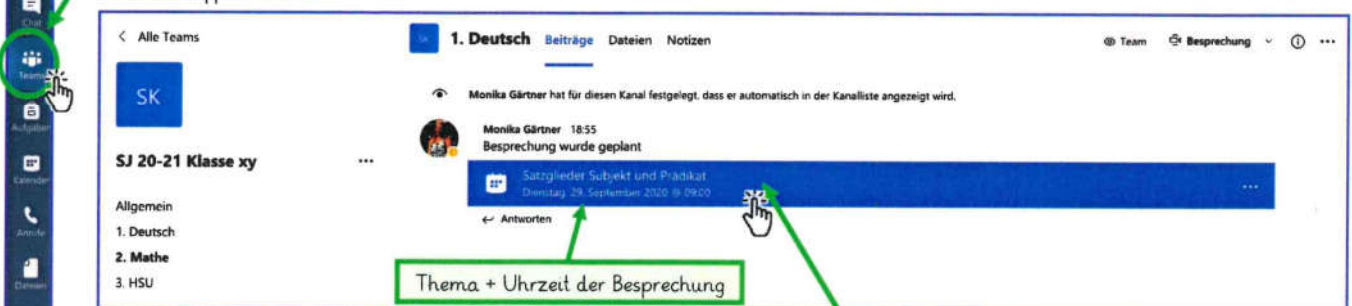 Chat
Teams
Aufgaben
Kalender
Anrufe
Dateien
< Alle Teams
SK
SJ 20-21 Klasse xy ...
Allgemein
1. Deutsch
2. Mathe
3. HSU
SK 1. Deutsch Beiträge Dateien Notizen
Team Besprechung ...
Monika Gärtner hat für diesen Kanal festgelegt, dass er automatisch in der Kanalliste angezeigt wird.
Monika Gärtner 18:55
Besprechung wurde geplant
Satzglieder Subjekt und Prädikat
Dienstag, 29. September 2020 @ 09:00
...
Antworten
Thema + Uhrzeit der Besprechung